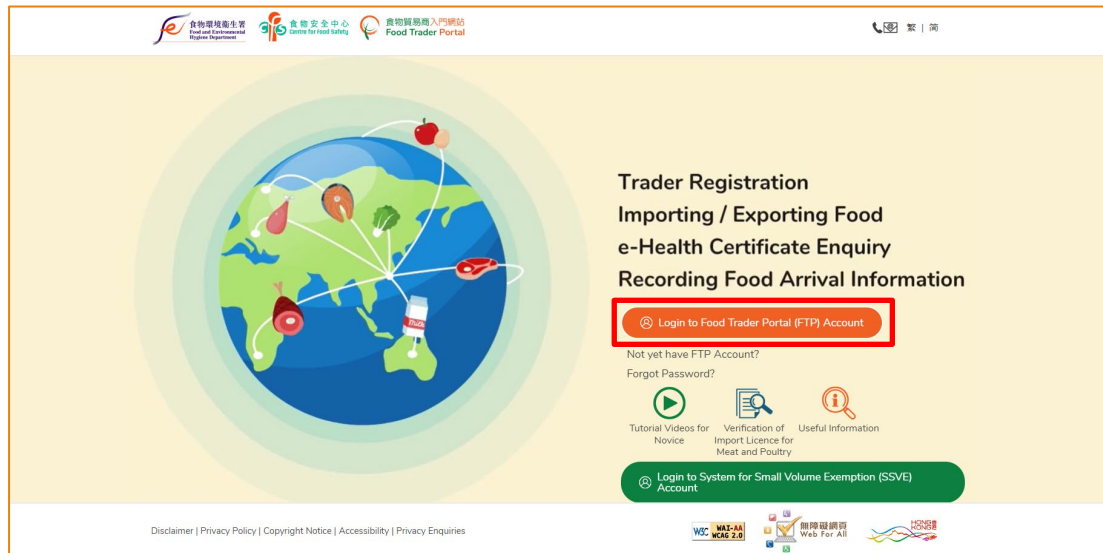 食物環境衞生署
Food and Environmental
Hygiene Department
食物安全中心
Centre for Food Safety
食物貿易商入門網站
Food Trader Portal
繁 | 简
Trader Registration
Importing / Exporting Food
e-Health Certificate Enquiry
Recording Food Arrival Information
Login to Food Trader Portal (FTP) Account
Not yet have FTP Account?
Forgot Password?
Tutorial Videos for
Novice
Verification of
Import Licence for
Meat and Poultry
Useful Information
Login to System for Small Volume Exemption (SSVE)
Account
Milk
Disclaimer | Privacy Policy | Copyright Notice | Accessibility | Privacy Enquiries
W3C WAI-AA
WCAG 2.0
無障礙網頁
Web For All
HONG
KONG